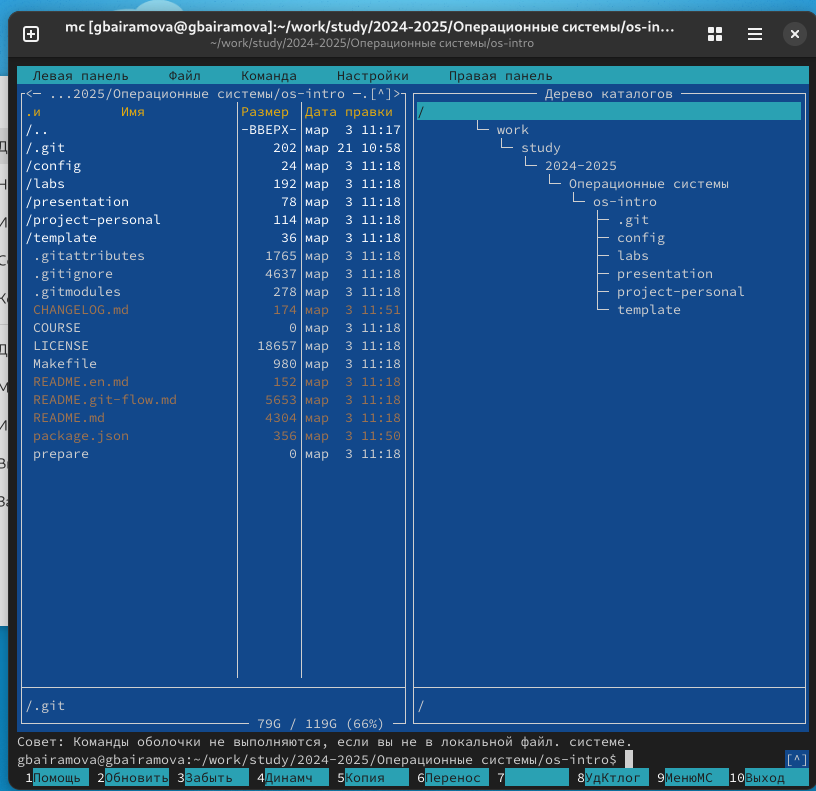 mc [gbairamova@gbairamova]:~/work/study/2024-2025/Операционные системы/os-in…
~/work/study/2024-2025/Операционные системы/os-intro
Левая панель Файл Команда Настройки Правая панель
<─ ...2025/Операционные системы/os-intro ─.[^]> Дерево каталогов
.и Имя Размер Дата правки /
/.. -ВВЕРХ- мар 3 11:17 work
/.git 202 мар 21 10:58 study
/config 24 мар 3 11:18 2024-2025
/labs 192 мар 3 11:18 Операционные системы
/presentation 78 мар 3 11:18 os-intro
/project-personal 114 мар 3 11:18 .git
/template 36 мар 3 11:18 config
.gitattributes 1765 мар 3 11:18 labs
.gitignore 4637 мар 3 11:18 presentation
.gitmodules 278 мар 3 11:18 project-personal
CHANGELOG.md 174 мар 3 11:51 template
COURSE 0 мар 3 11:18
LICENSE 18657 мар 3 11:18
Makefile 980 мар 3 11:18
README.en.md 152 мар 3 11:18
README.git-flow.md 5653 мар 3 11:18
README.md 4304 мар 3 11:18
package.json 356 мар 3 11:50
prepare 0 мар 3 11:18
/.git /
79G / 119G (66%)
Совет: Команды оболочки не выполняются, если вы не в локальной файл. системе.
gbairamova@gbairamova:~/work/study/2024-2025/Операционные системы/os-intro$ [^]
1Помощь 2Обновить 3Забыть 4Динамч 5Копия 6Перенос 7 8УдКтлог 9МенюMC 10Выход